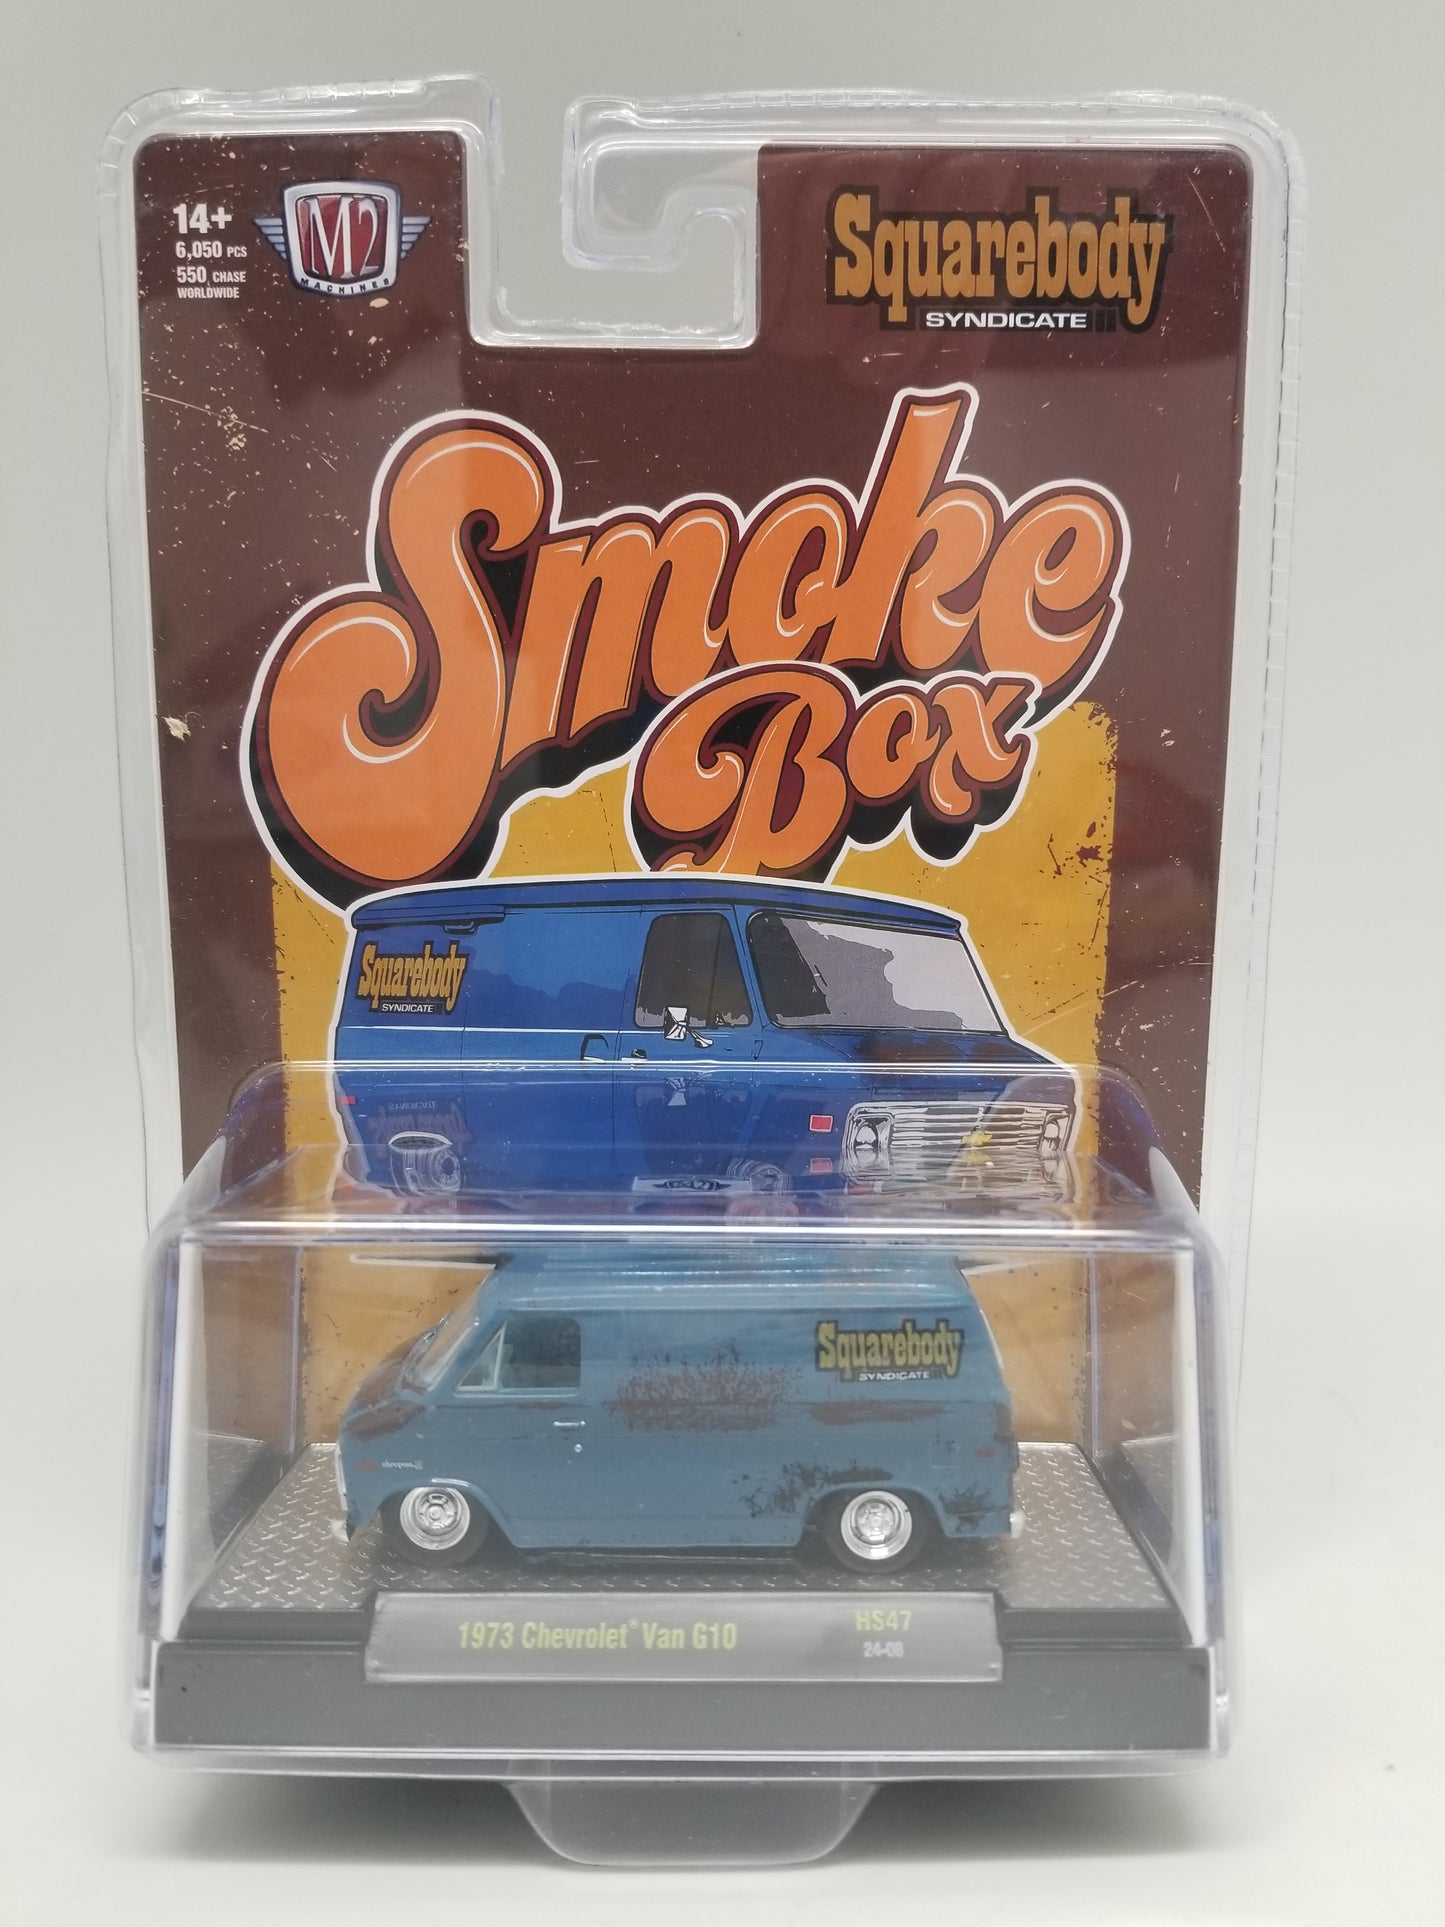 14+
6,050 PCS
550 CHASE
WORLDWIDE
M2
MACHINES
Squarebody
SYNDICATE
Smoke
Box
Squarebody
SYNDICATE
Squarebody
SYNDICATE
1973 Chevrolet® Van G10
HS47
24-08